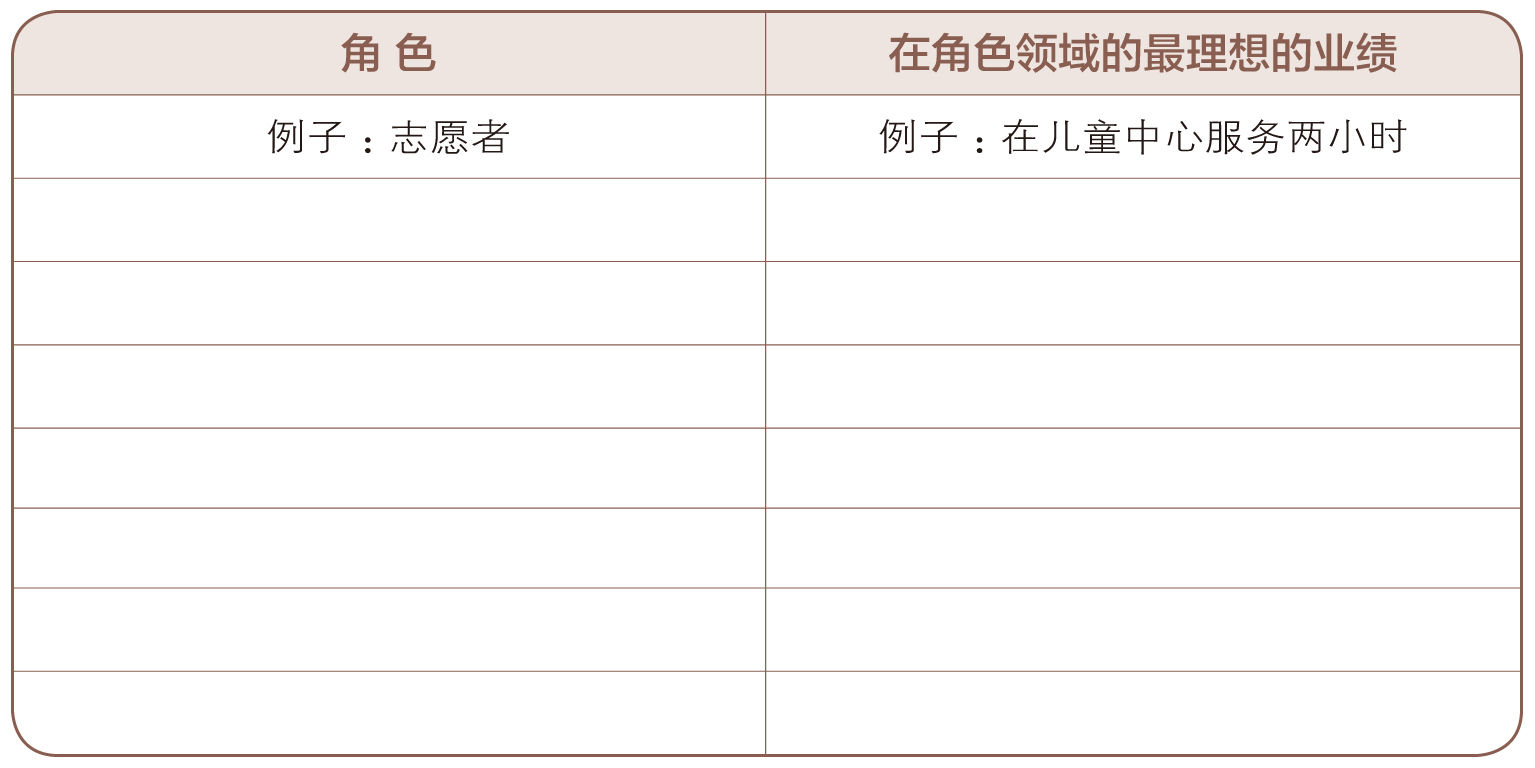 角 色
在角色领域的最理想的业绩
例子：志愿者
例子：在儿童中心服务两小时